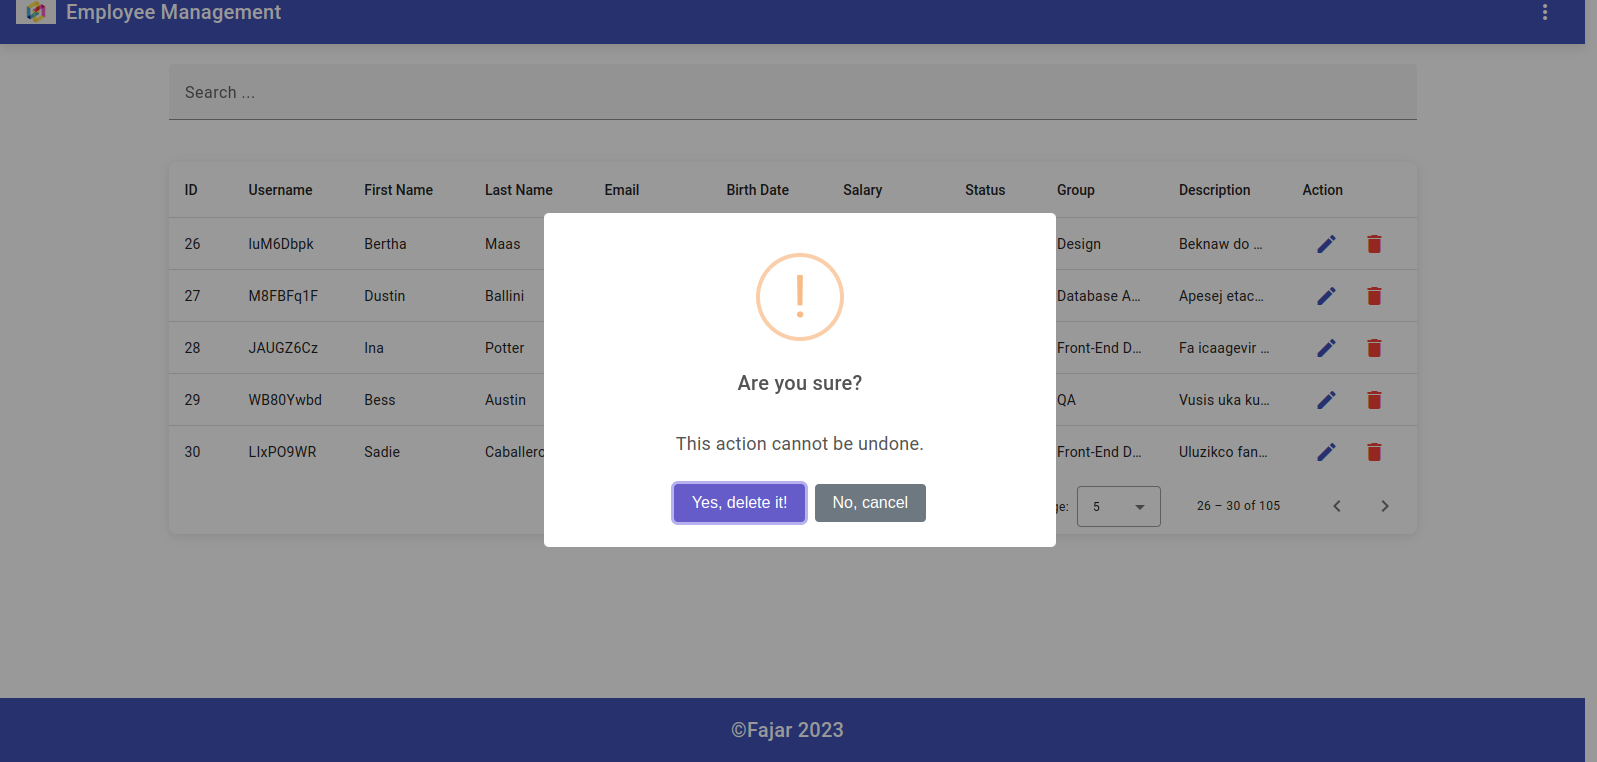 Employee Management
Search ...
ID Username First Name Last Name Email Birth Date Salary Status Group Description Action
26 luM6Dbpk Bertha Maas Design Beknaw do ...
27 M8FBFq1F Dustin Ballini Database A... Apesej etac...
28 JAUGZ6Cz Ina Potter Front-End D... Fa icaagevir ...
29 WB80Ywbd Bess Austin QA Vusis uka ku...
30 LIxPO9WR Sadie Caballero Front-End D... Uluzikco fan...
ge: 5 26 – 30 of 105
!
Are you sure?
This action cannot be undone.
Yes, delete it! No, cancel
©Fajar 2023